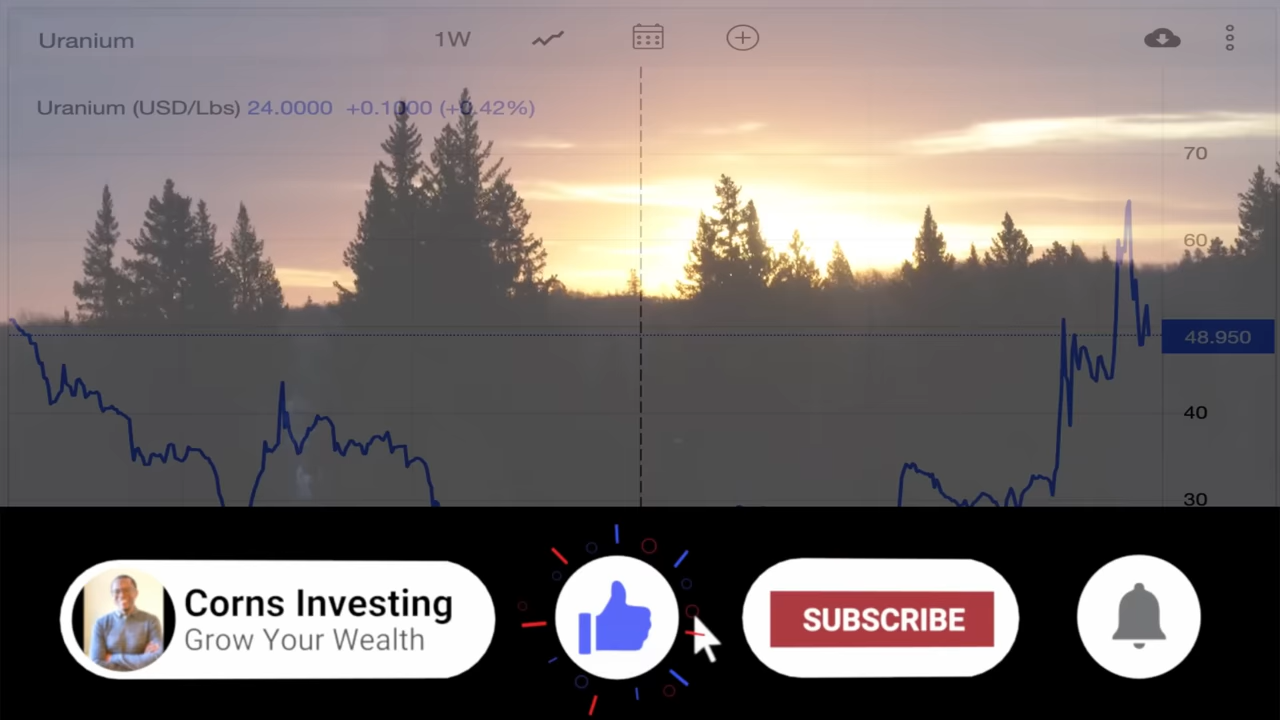 Uranium
1W
Uranium (USD/Lbs) 24.0000 +0.1000 (+0.42%)
70
60
48.950
40
30
Corns Investing
Grow Your Wealth
SUBSCRIBE